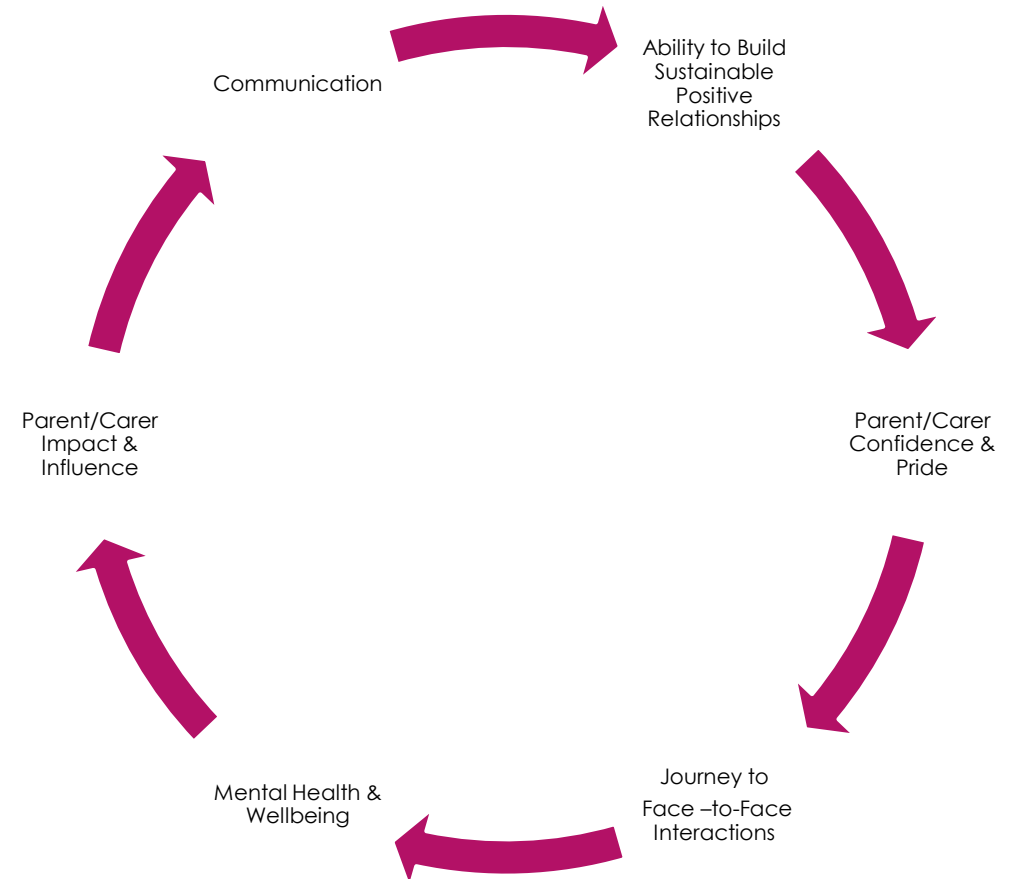 Communication
Ability to Build
Sustainable
Positive
Relationships
Parent/Carer
Confidence &
Pride
Journey to
Face –to-Face
Interactions
Mental Health &
Wellbeing
Parent/Carer
Impact &
Influence